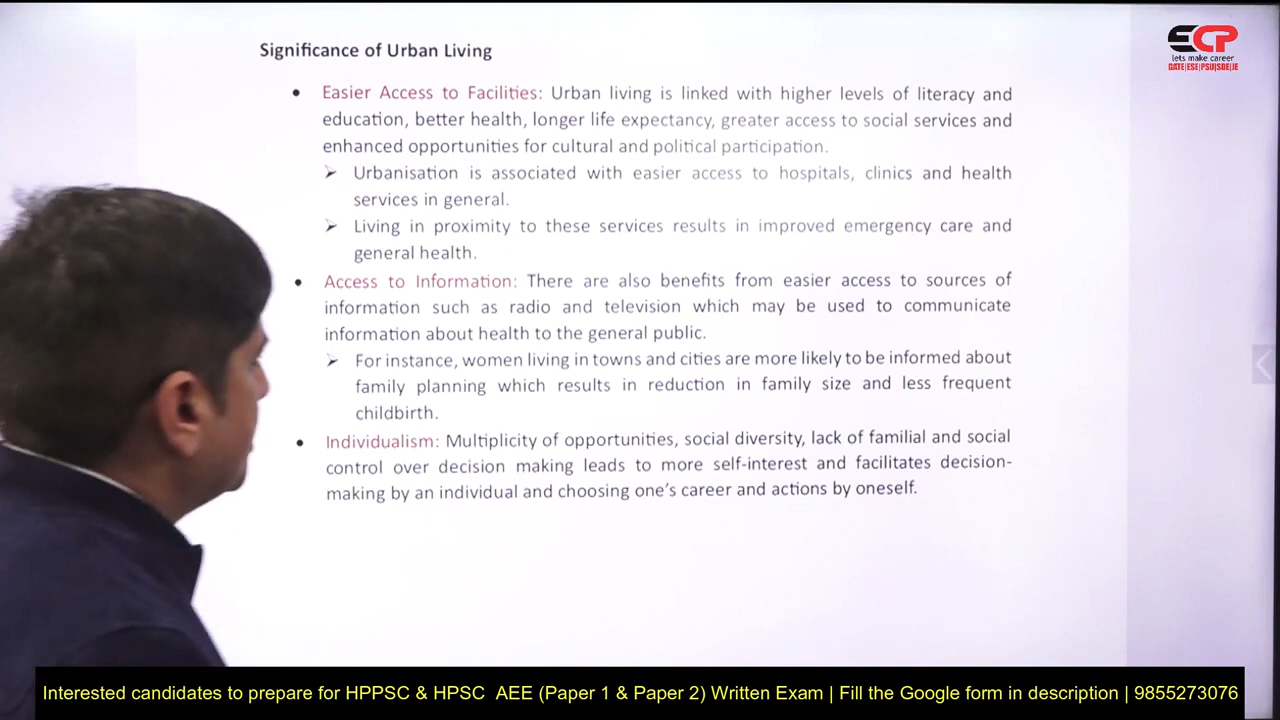 Significance of Urban Living
ECP
lets make career
GATE|ESE|PSU|SDE|JE
• Easier Access to Facilities: Urban living is linked with higher levels of literacy and
education, better health, longer life expectancy, greater access to social services and
enhanced opportunities for cultural and political participation.
➢ Urbanisation is associated with easier access to hospitals, clinics and health
services in general.
➢ Living in proximity to these services results in improved emergency care and
general health.
• Access to Information: There are also benefits from easier access to sources of
information such as radio and television which may be used to communicate
information about health to the general public.
➢ For instance, women living in towns and cities are more likely to be informed about
family planning which results in reduction in family size and less frequent
childbirth.
• Individualism: Multiplicity of opportunities, social diversity, lack of familial and social
control over decision making leads to more self-interest and facilitates decision-
making by an individual and choosing one's career and actions by oneself.
Interested candidates to prepare for HPPSC & HPSC AEE (Paper 1 & Paper 2) Written Exam | Fill the Google form in description | 9855273076